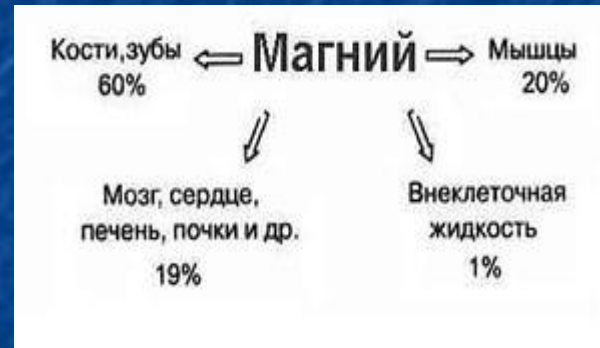 Кости,зубы
60%
Магний
Мышцы
20%
Мозг, сердце,
печень, почки и др.
19%
Внеклеточная
жидкость
1%